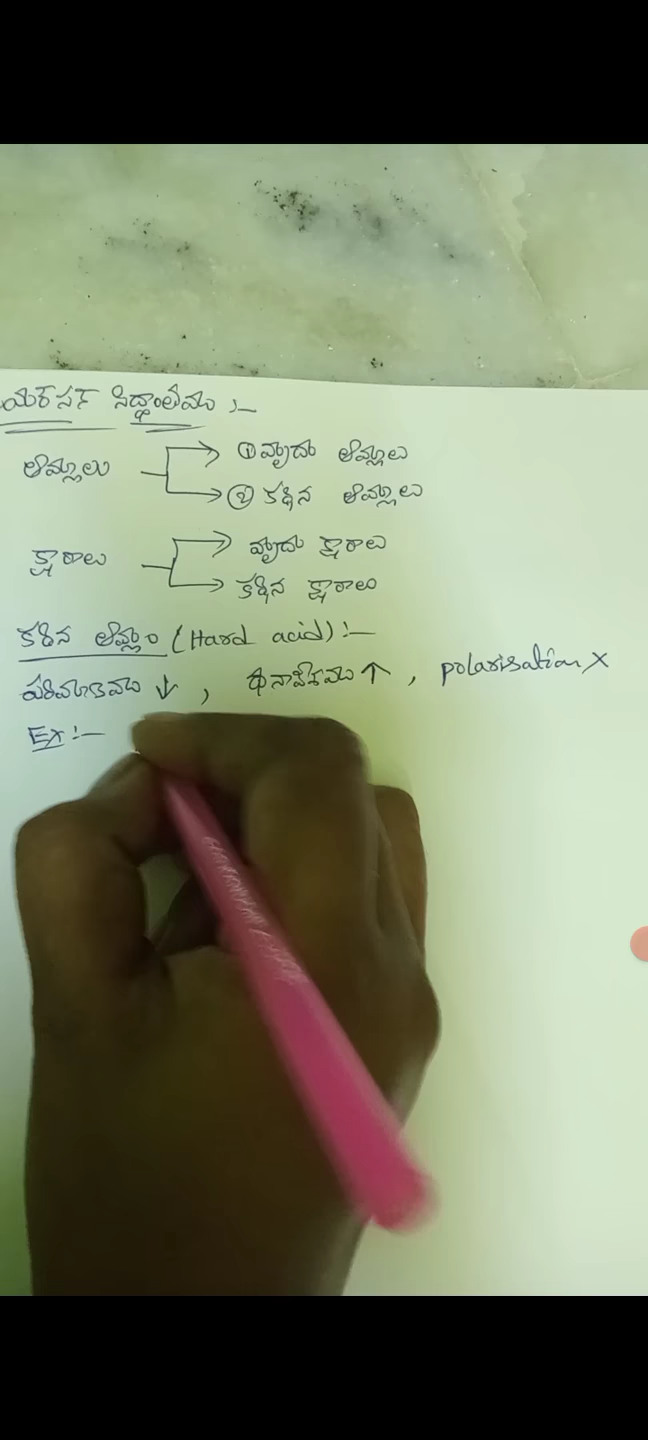 యర్సన్ సిద్ధాంతము :-
ఆమ్లాలు
① మృదు ఆమ్లాలు
② కఠిన ఆమ్లాలు
క్షారాలు
మృదు క్షారాలు
కఠిన క్షారాలు
కఠిన ఆమ్లం (Hard acid) :-
పరిమాణము ↓ , ధనావేశము ↑ , polarisation X
Ex :-